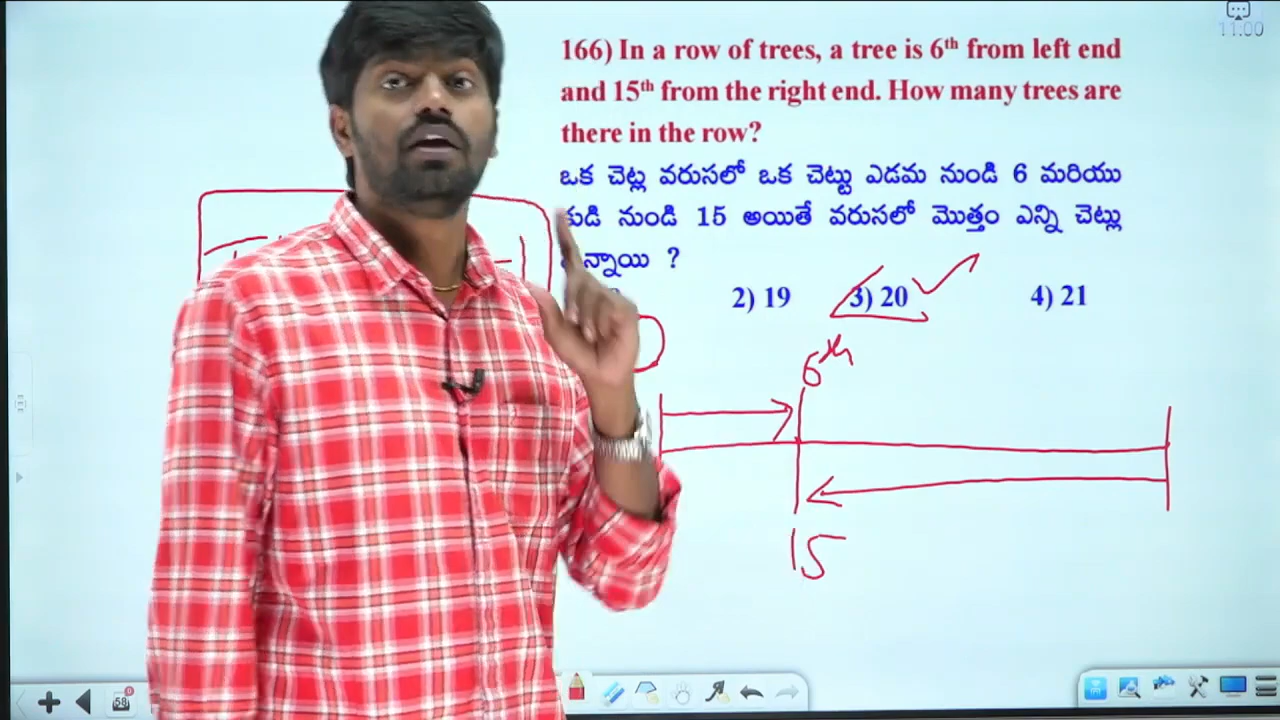 11:00
166) In a row of trees, a tree is 6th from left end
and 15th from the right end. How many trees are
there in the row?
ఒక చెట్ల వరుసలో ఒక చెట్టు ఎడమ నుండి 6 మరియు
నుండి 15 అయితే వరుసలో మొత్తం ఎన్ని చెట్లు
?
2) 19 3) 20 4) 21
6th
15
58